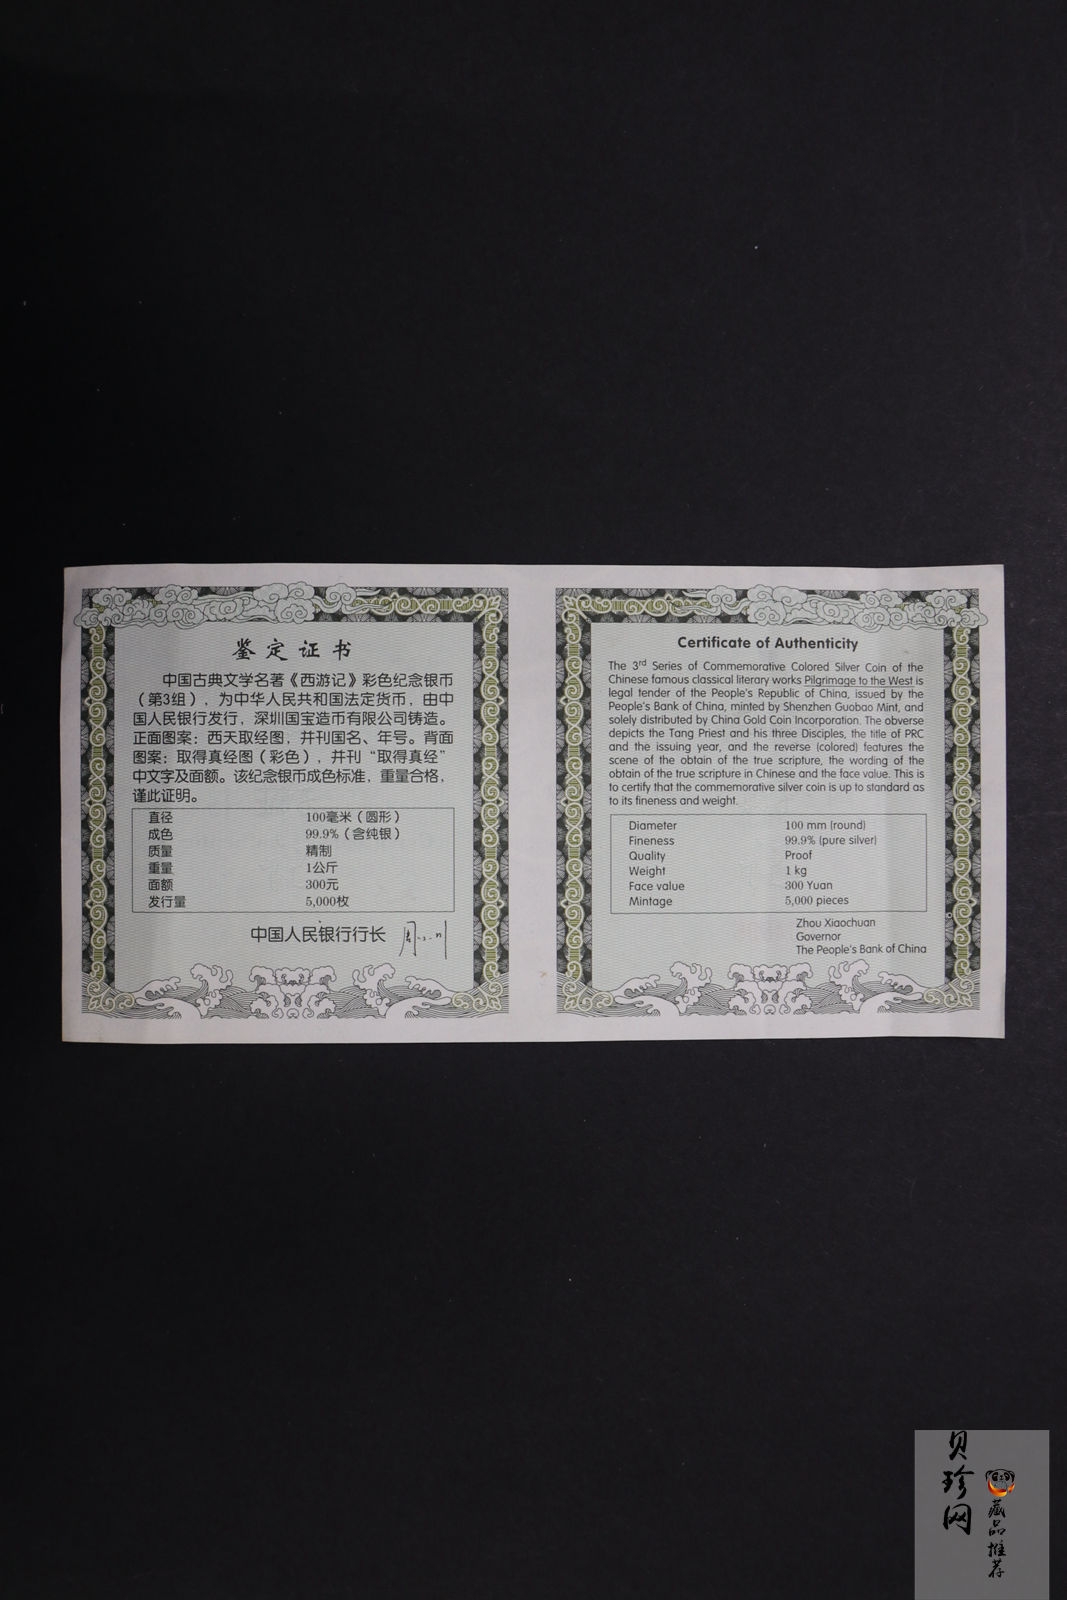 鉴定证书
中国古典文学名著《西游记》彩色纪念银币
（第3组），为中华人民共和国法定货币，由中
国人民银行发行，深圳国宝造币有限公司铸造。
正面图案：西天取经图，并刊国名、年号。背面
图案：取得真经图（彩色），并刊“取得真经”
中文字及面额。该纪念银币成色标准，重量合格，
谨此证明。
直径 100毫米（圆形）
成色 99.9%（含纯银）
质量 精制
重量 1公斤
面额 300元
发行量 5,000枚
中国人民银行行长
Certificate of Authenticity
The 3rd Series of Commemorative Colored Silver Coin of the
Chinese famous classical literary works Pilgrimage to the West is
legal tender of the People's Republic of China, issued by the
People's Bank of China, minted by Shenzhen Guobao Mint, and
solely distributed by China Gold Coin Incorporation. The obverse
depicts the Tang Priest and his three Disciples, the title of PRC
and the issuing year, and the reverse (colored) features the
scene of the obtain of the true scripture, the wording of the
obtain of the true scripture in Chinese and the face value. This is
to certify that the commemorative silver coin is up to standard as
to its fineness and weight.
Diameter 100 mm (round)
Fineness 99.9% (pure silver)
Quality Proof
Weight 1 kg
Face value 300 Yuan
Mintage 5,000 pieces
Zhou Xiaochuan
Governor
The People's Bank of China
贝珍网
藏品推荐